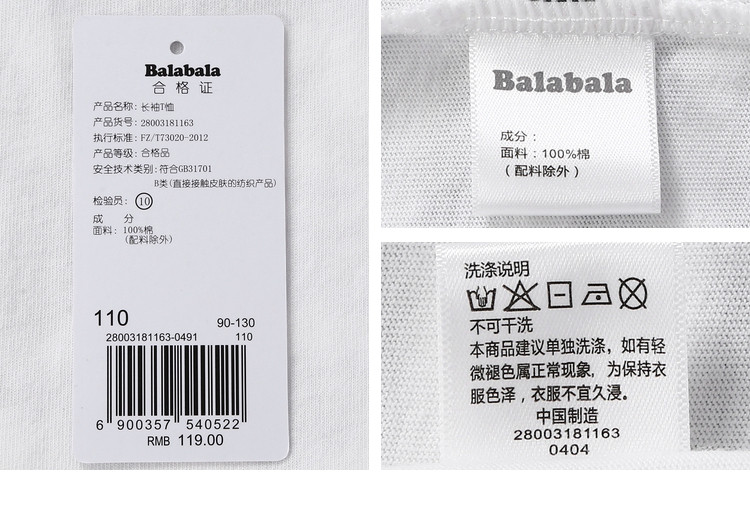 Balabala
合格证
产品名称: 长袖T恤
产品货号: 28003181163
执行标准: FZ/T73020-2012
产品等级: 合格品
安全技术类别: 符合GB31701
B类(直接接触皮肤的纺织产品)
检验员: 10
成 分
面料: 100%棉
(配料除外)
110 90-130
28003181163-0491 110
6 900357 540522
RMB 119.00
Balabala
成分:
面料: 100%棉
(配料除外)
洗涤说明
不可干洗
本商品建议单独洗涤, 如有轻
微褪色属正常现象, 为保持衣
服色泽, 衣服不宜久浸。
中国制造
28003181163
0404